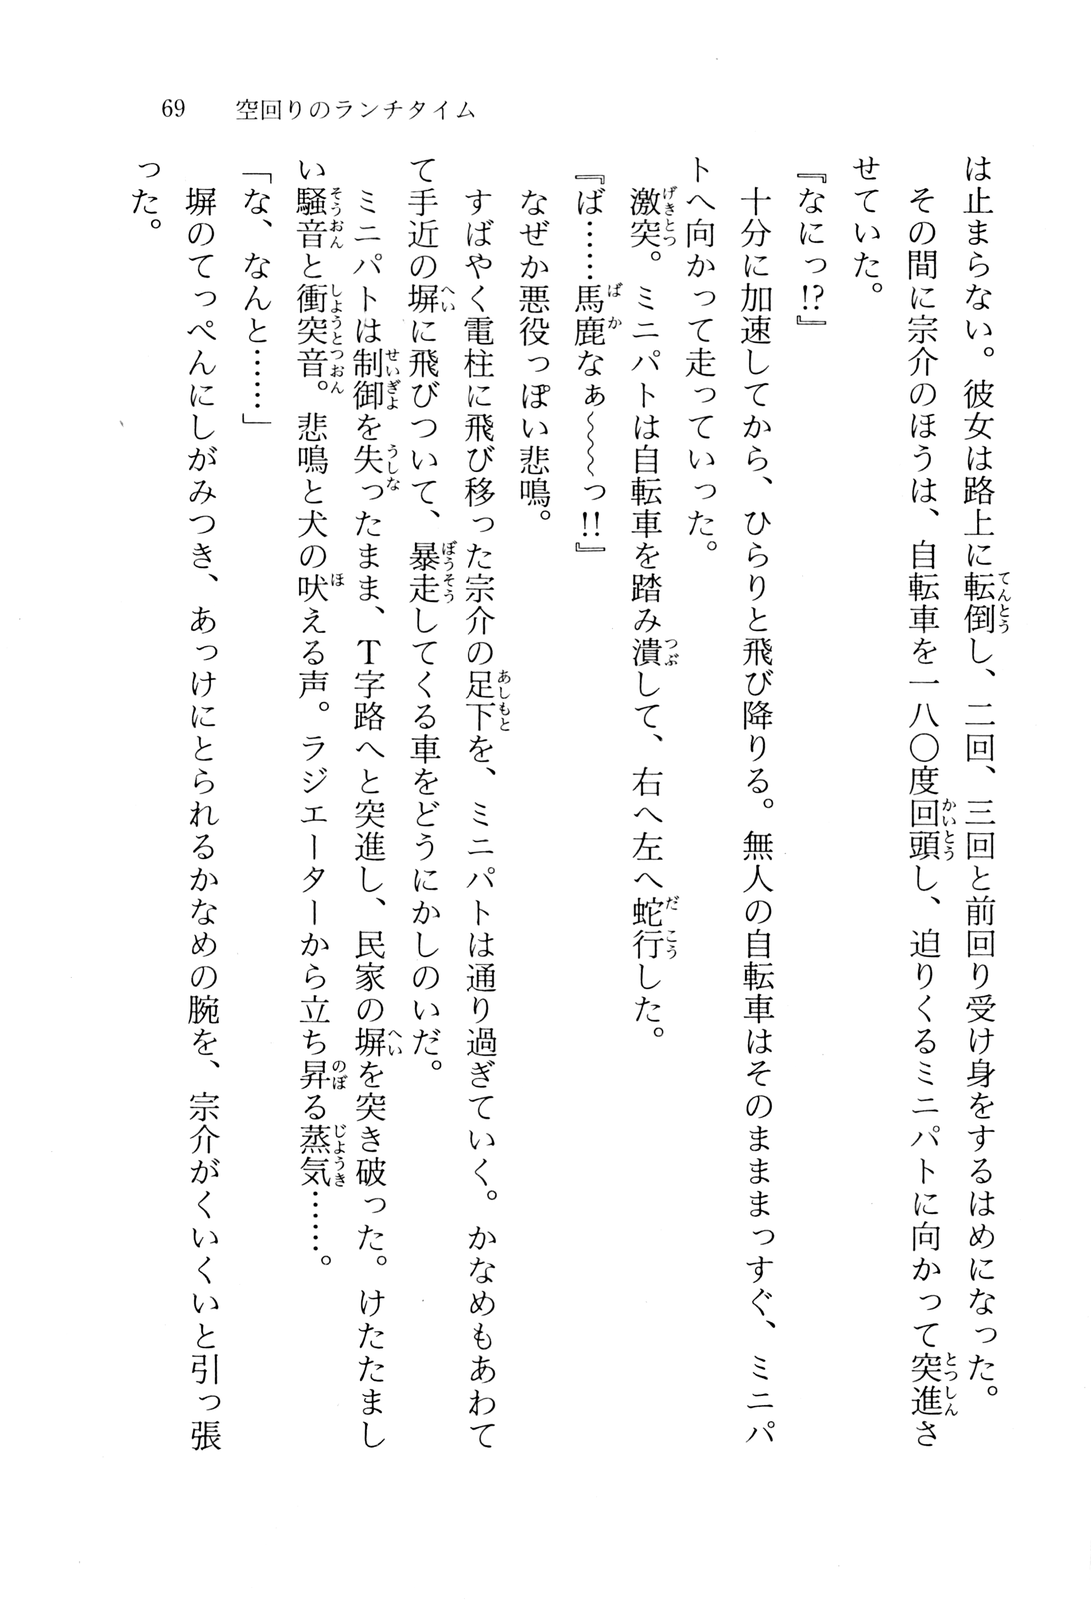 69　空回りのランチタイム
は止まらない。彼女は路上に転倒し、二回、三回と前回り受け身をするはめになった。
　その間に宗介のほうは、自転車を一八〇度回頭し、迫りくるミニパトに向かって突進さ
せていた。
『なにっ!?』
　十分に加速してから、ひらりと飛び降りる。無人の自転車はそのまままっすぐ、ミニパ
トへ向かって走っていった。
　激突。ミニパトは自転車を踏み潰して、右へ左へ蛇行した。
『ば……馬鹿なぁ〜〜〜っ!!』
　なぜか悪役っぽい悲鳴。
　すばやく電柱に飛び移った宗介の足下を、ミニパトは通り過ぎていく。かなめもあわて
て手近の塀に飛びついて、暴走してくる車をどうにかしのいだ。
　ミニパトは制御を失ったまま、Ｔ字路へと突進し、民家の塀を突き破った。けたたまし
い騒音と衝突音。悲鳴と犬の吠える声。ラジエーターから立ち昇る蒸気……。
「な、なんと……」
　塀のてっぺんにしがみつき、あっけにとられるかなめの腕を、宗介がくいくいと引っ張
った。